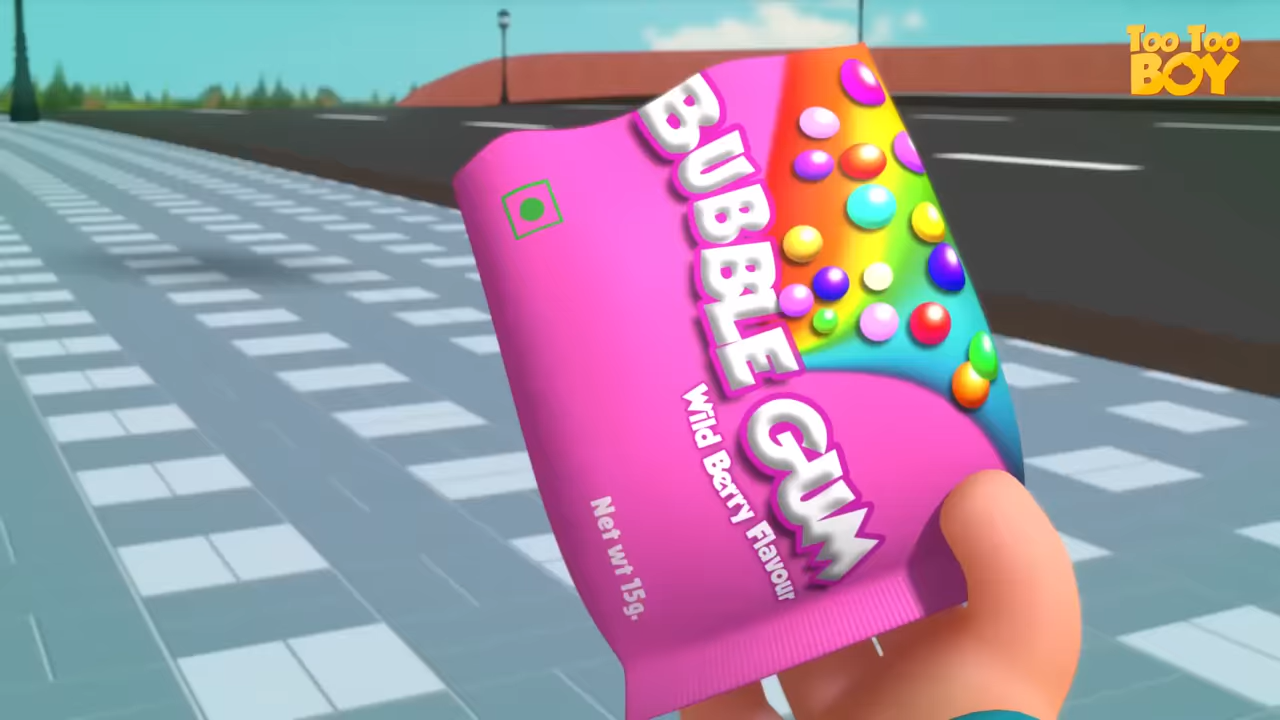 Too Too
BOY
BUBBLE GUM
Wild Berry Flavour
Net wt 15g.